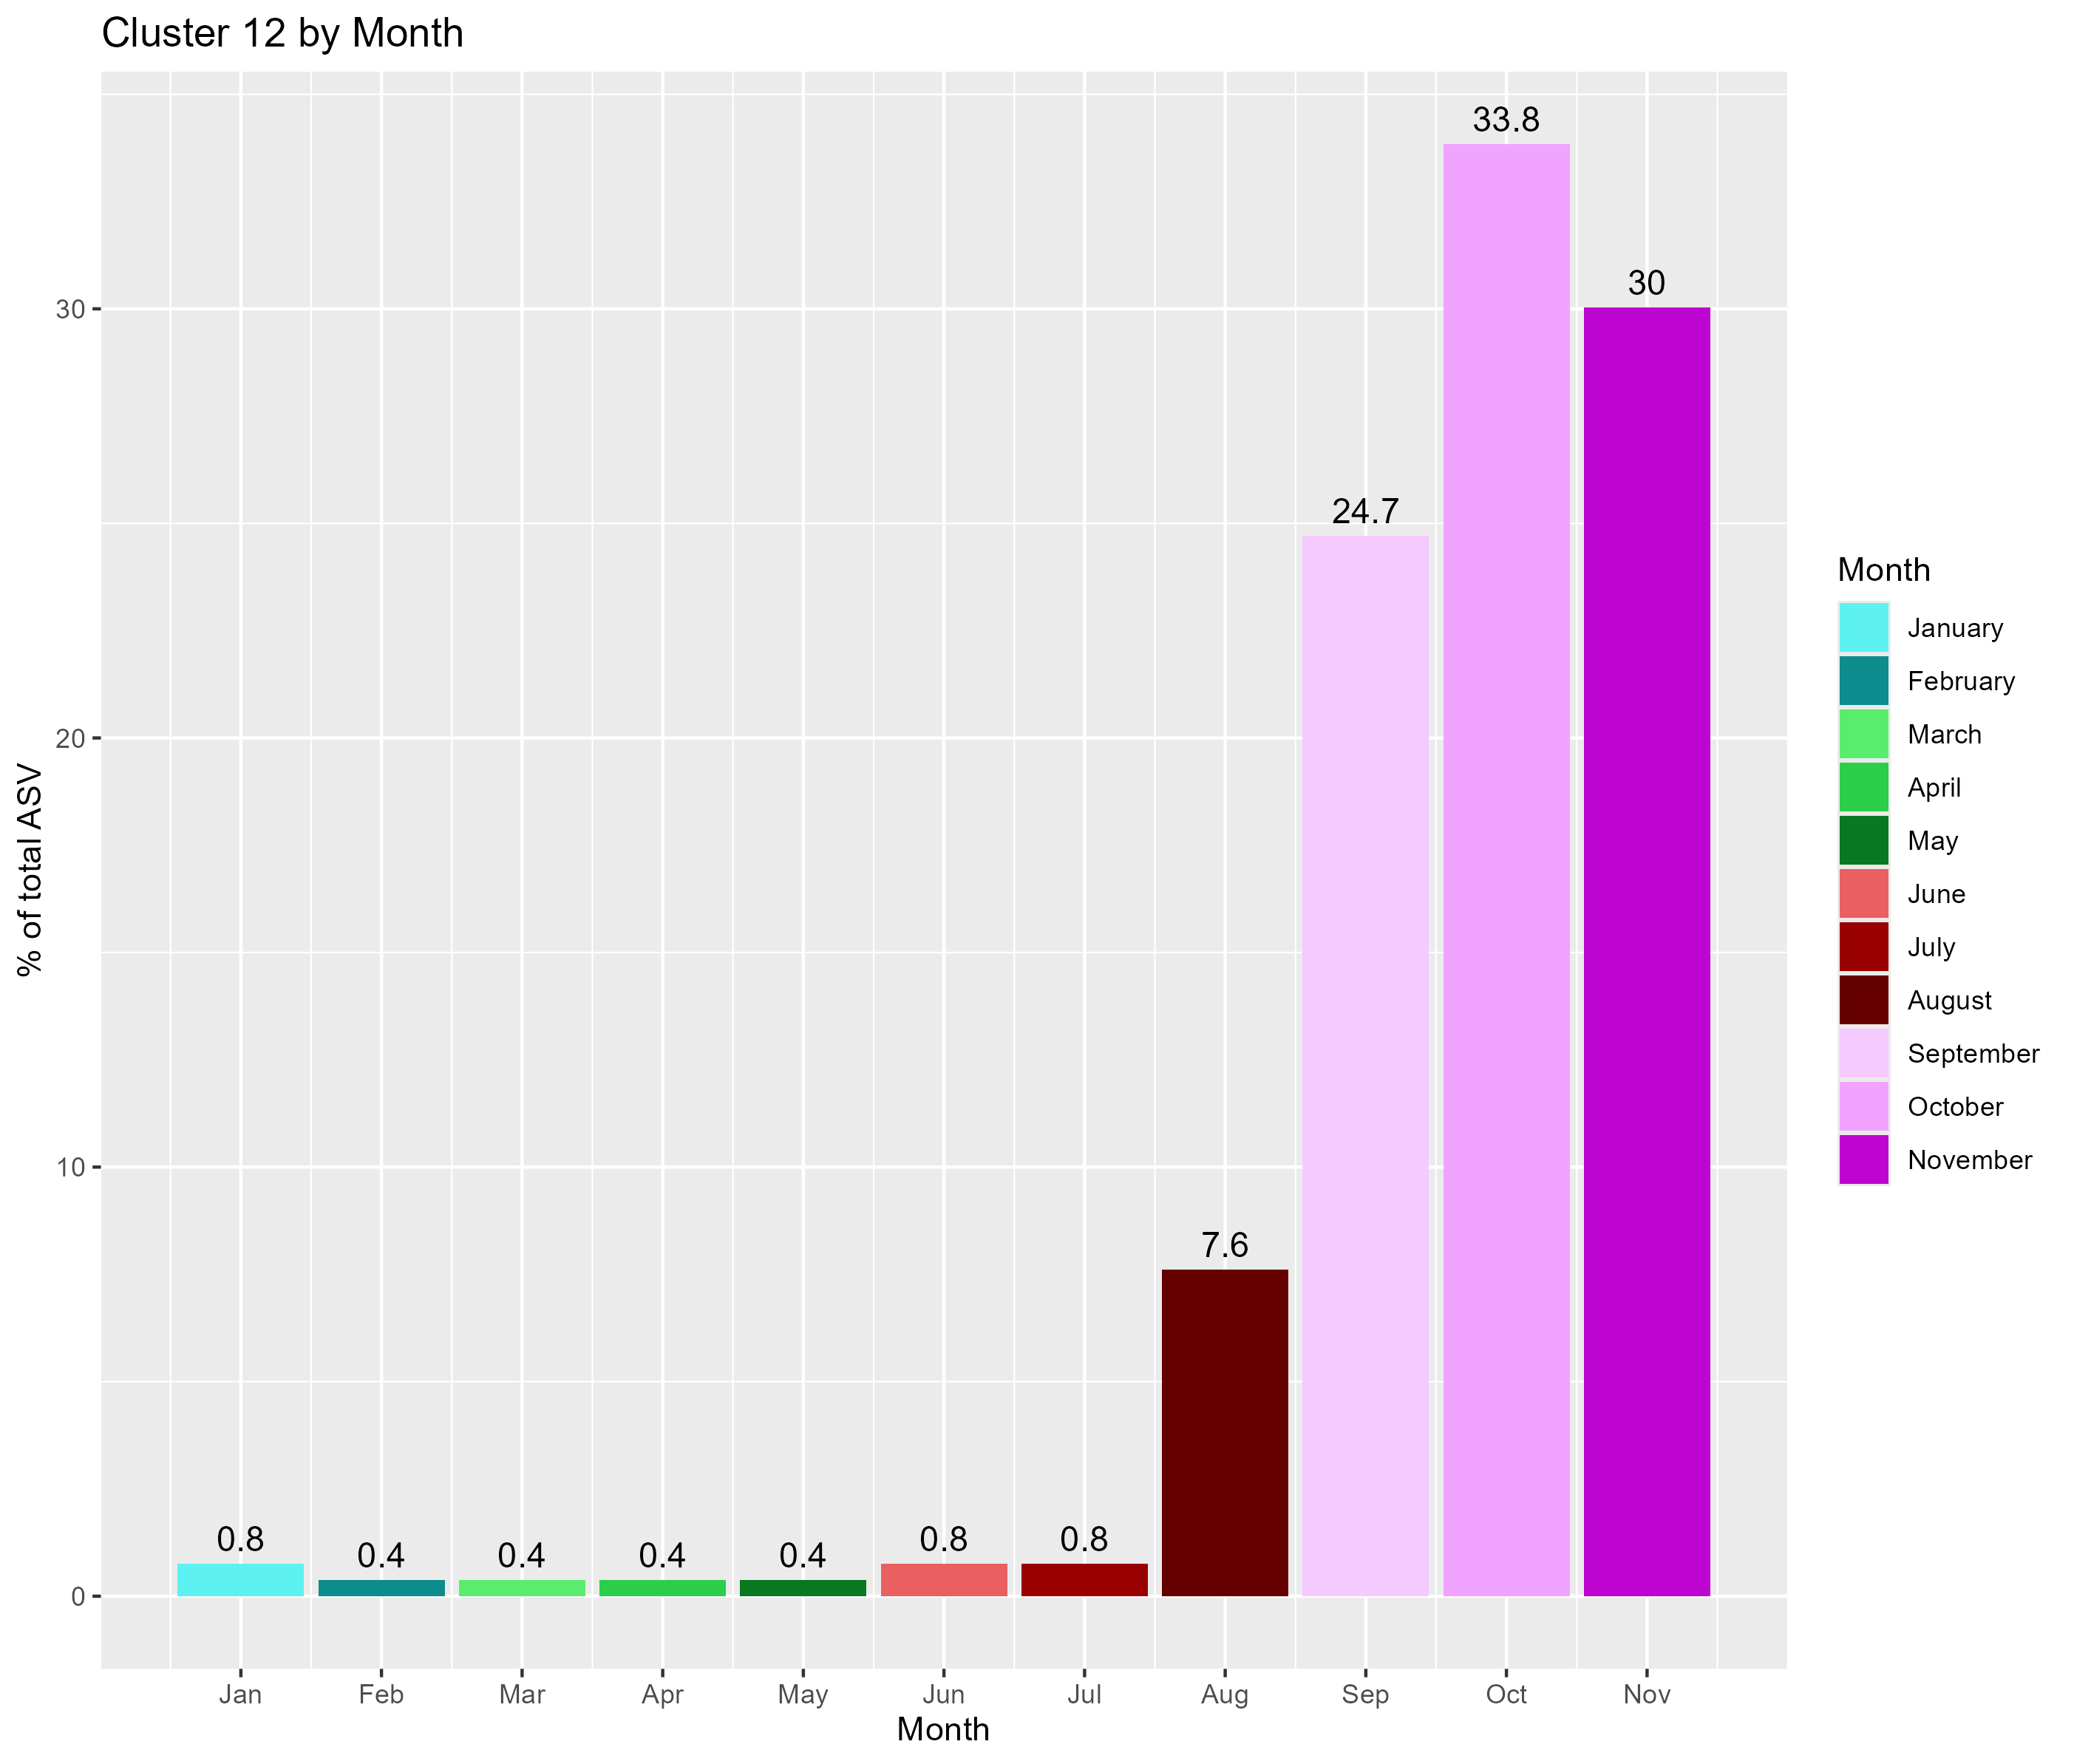 Cluster 12 by Month
% of total ASV
30
20
10
0
0.8
0.4
0.4
0.4
0.4
0.8
0.8
7.6
24.7
33.8
30
Jan
Feb
Mar
Apr
May
Jun
Jul
Aug
Sep
Oct
Nov
Month
Month
January
February
March
April
May
June
July
August
September
October
November